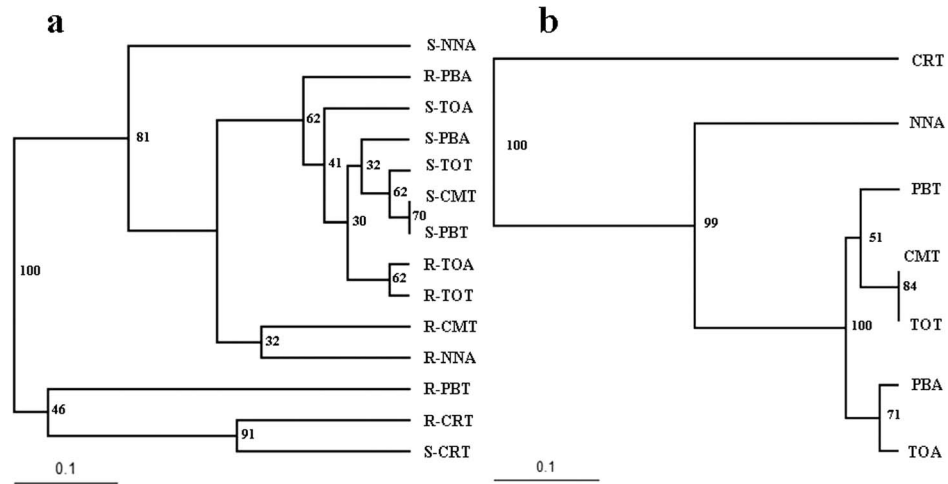 a
S-NNA
R-PBA
S-TOA
S-PBA
S-TOT
S-CMT
S-PBT
R-TOA
R-TOT
R-CMT
R-NNA
R-PBT
R-CRT
S-CRT
81
62
41
32
62
70
30
62
100
32
46
91
0.1
b
CRT
NNA
PBT
CMT
TOT
PBA
TOA
100
99
51
84
100
71
0.1